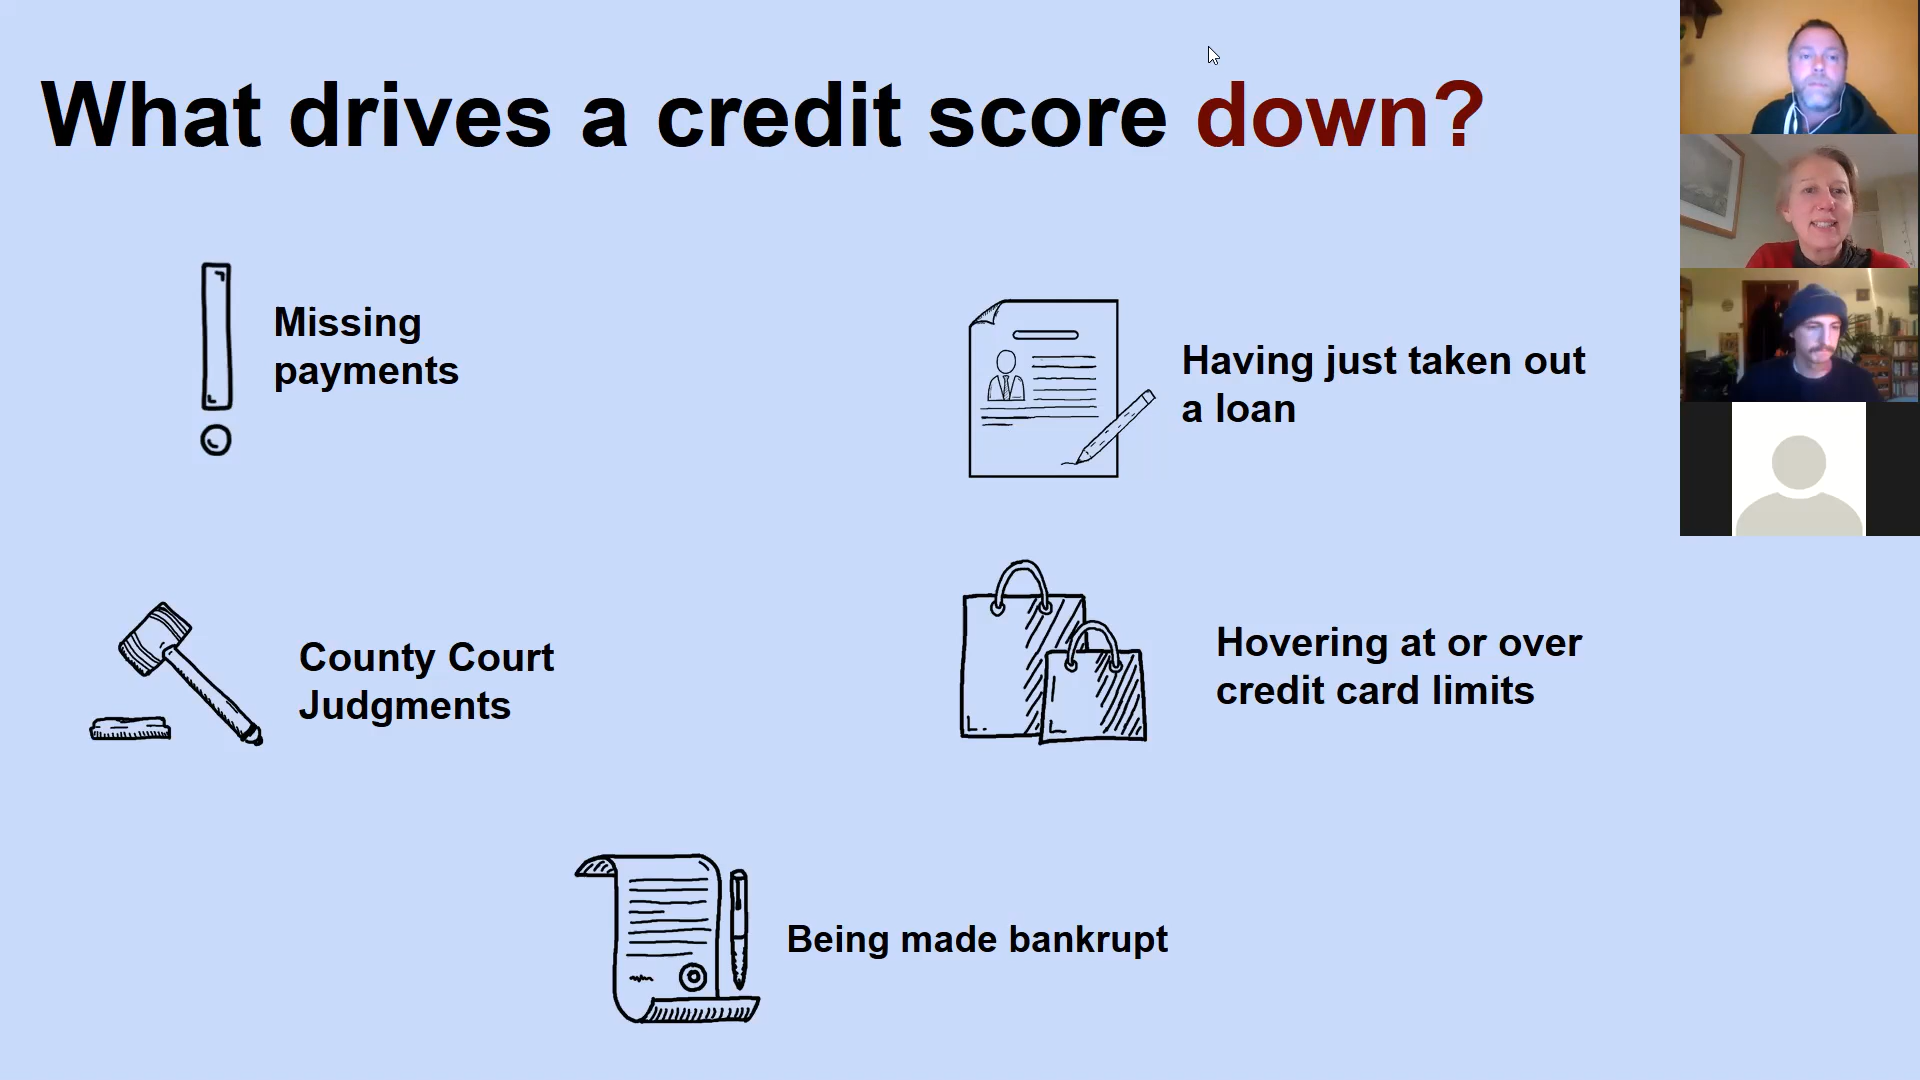 What drives a credit score down?
Missing
payments
Having just taken out
a loan
County Court
Judgments
Hovering at or over
credit card limits
Being made bankrupt